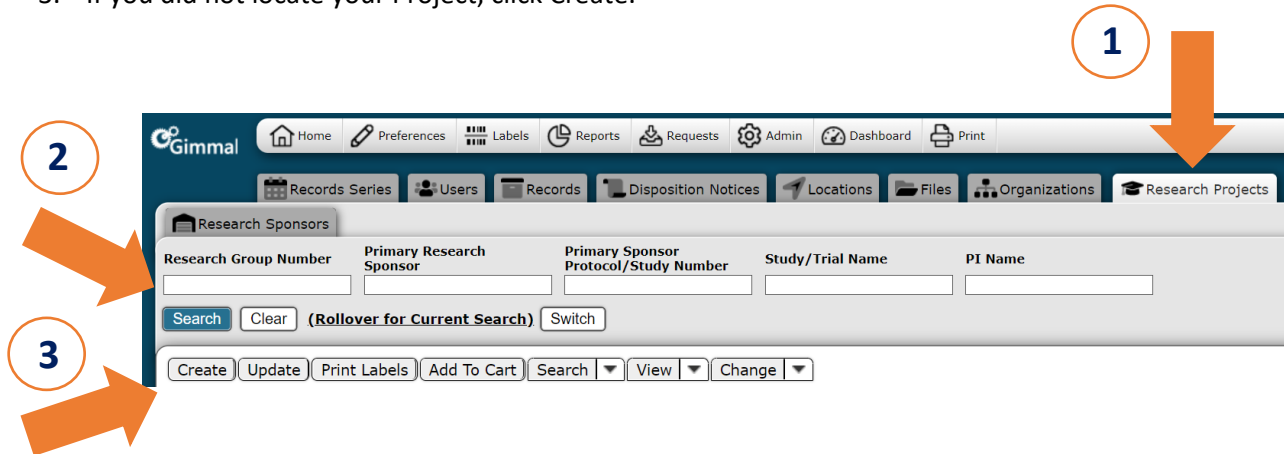 3. If you did not locate your Project, click Create.
1
Gimmal Home Preferences Labels Reports Requests Admin Dashboard Print
2
Records Series Users Records Disposition Notices Locations Files Organizations Research Projects
Research Sponsors
Research Group Number Primary Research Sponsor Primary Sponsor Protocol/Study Number Study/Trial Name PI Name
Search Clear (Rollover for Current Search) Switch
3
Create Update Print Labels Add To Cart Search View Change